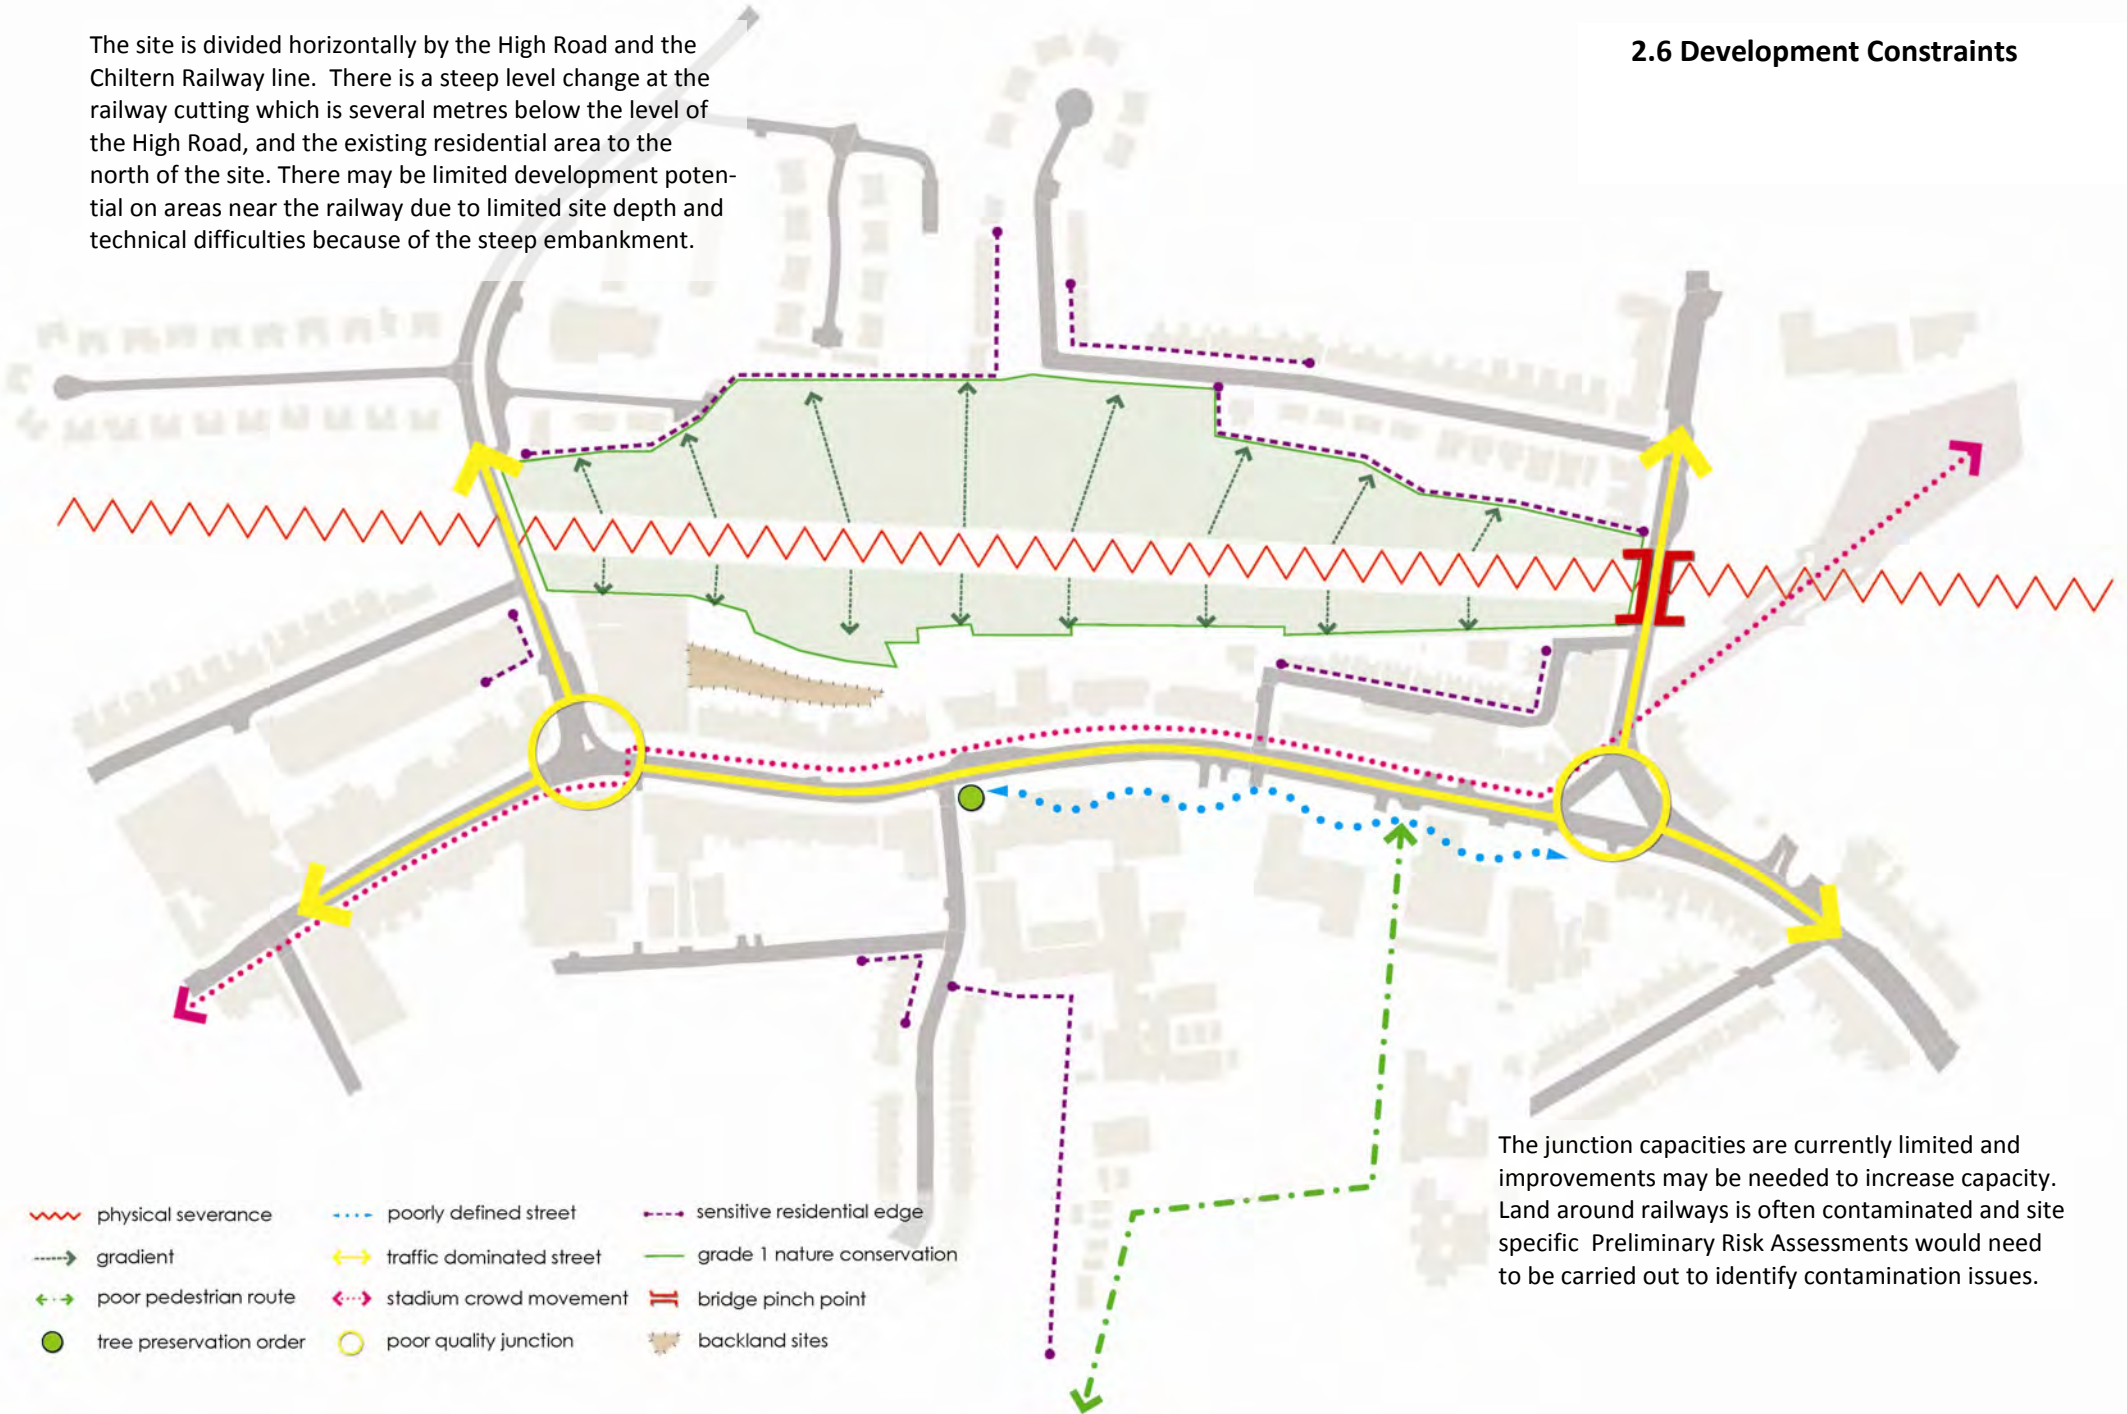 The site is divided horizontally by the High Road and the
Chiltern Railway line.  There is a steep level change at the
railway cutting which is several metres below the level of
the High Road, and the existing residential area to the
north of the site. There may be limited development poten-
tial on areas near the railway due to limited site depth and
technical difficulties because of the steep embankment.
2.6 Development Constraints
The junction capacities are currently limited and
improvements may be needed to increase capacity.
Land around railways is often contaminated and site
specific  Preliminary Risk Assessments would need
to be carried out to identify contamination issues.
physical severance
gradient
poor pedestrian route
tree preservation order
poorly defined street
traffic dominated street
stadium crowd movement
poor quality junction
sensitive residential edge
grade 1 nature conservation
bridge pinch point
backland sites